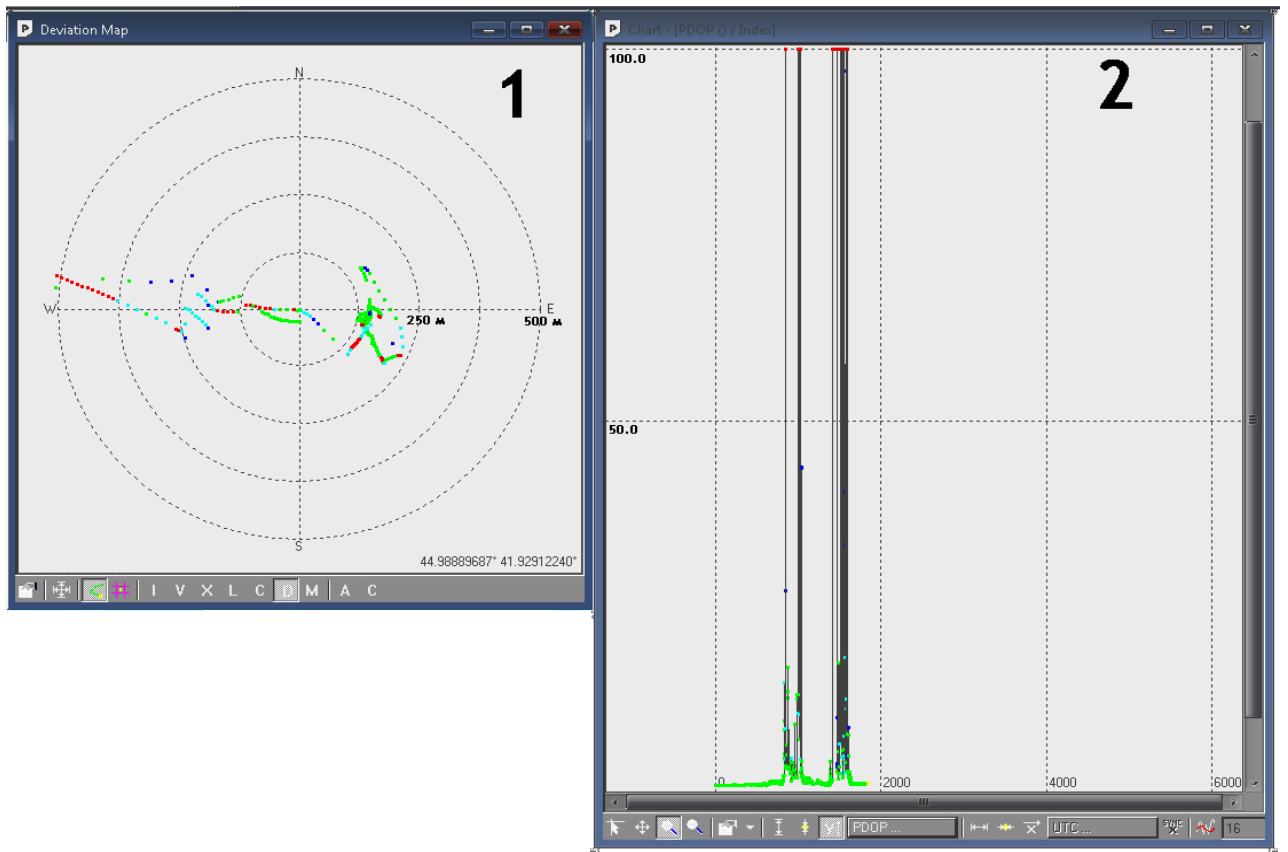 Deviation Map
1
N
W
E
250 м
500 м
S
44.98889687° 41.92912240°
I V X L C D M A C
Chart - [PDOP () / Index]
100.0
2
50.0
0
2000
4000
6000
PDOP ...
UTC ...
SYNC
X
16